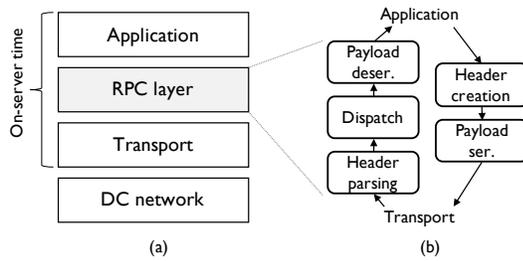 On-server time
Application
RPC layer
Transport
DC network
(a)
Application
Payload
deser.
Dispatch
Header
parsing
Header
creation
Payload
ser.
Transport
(b)